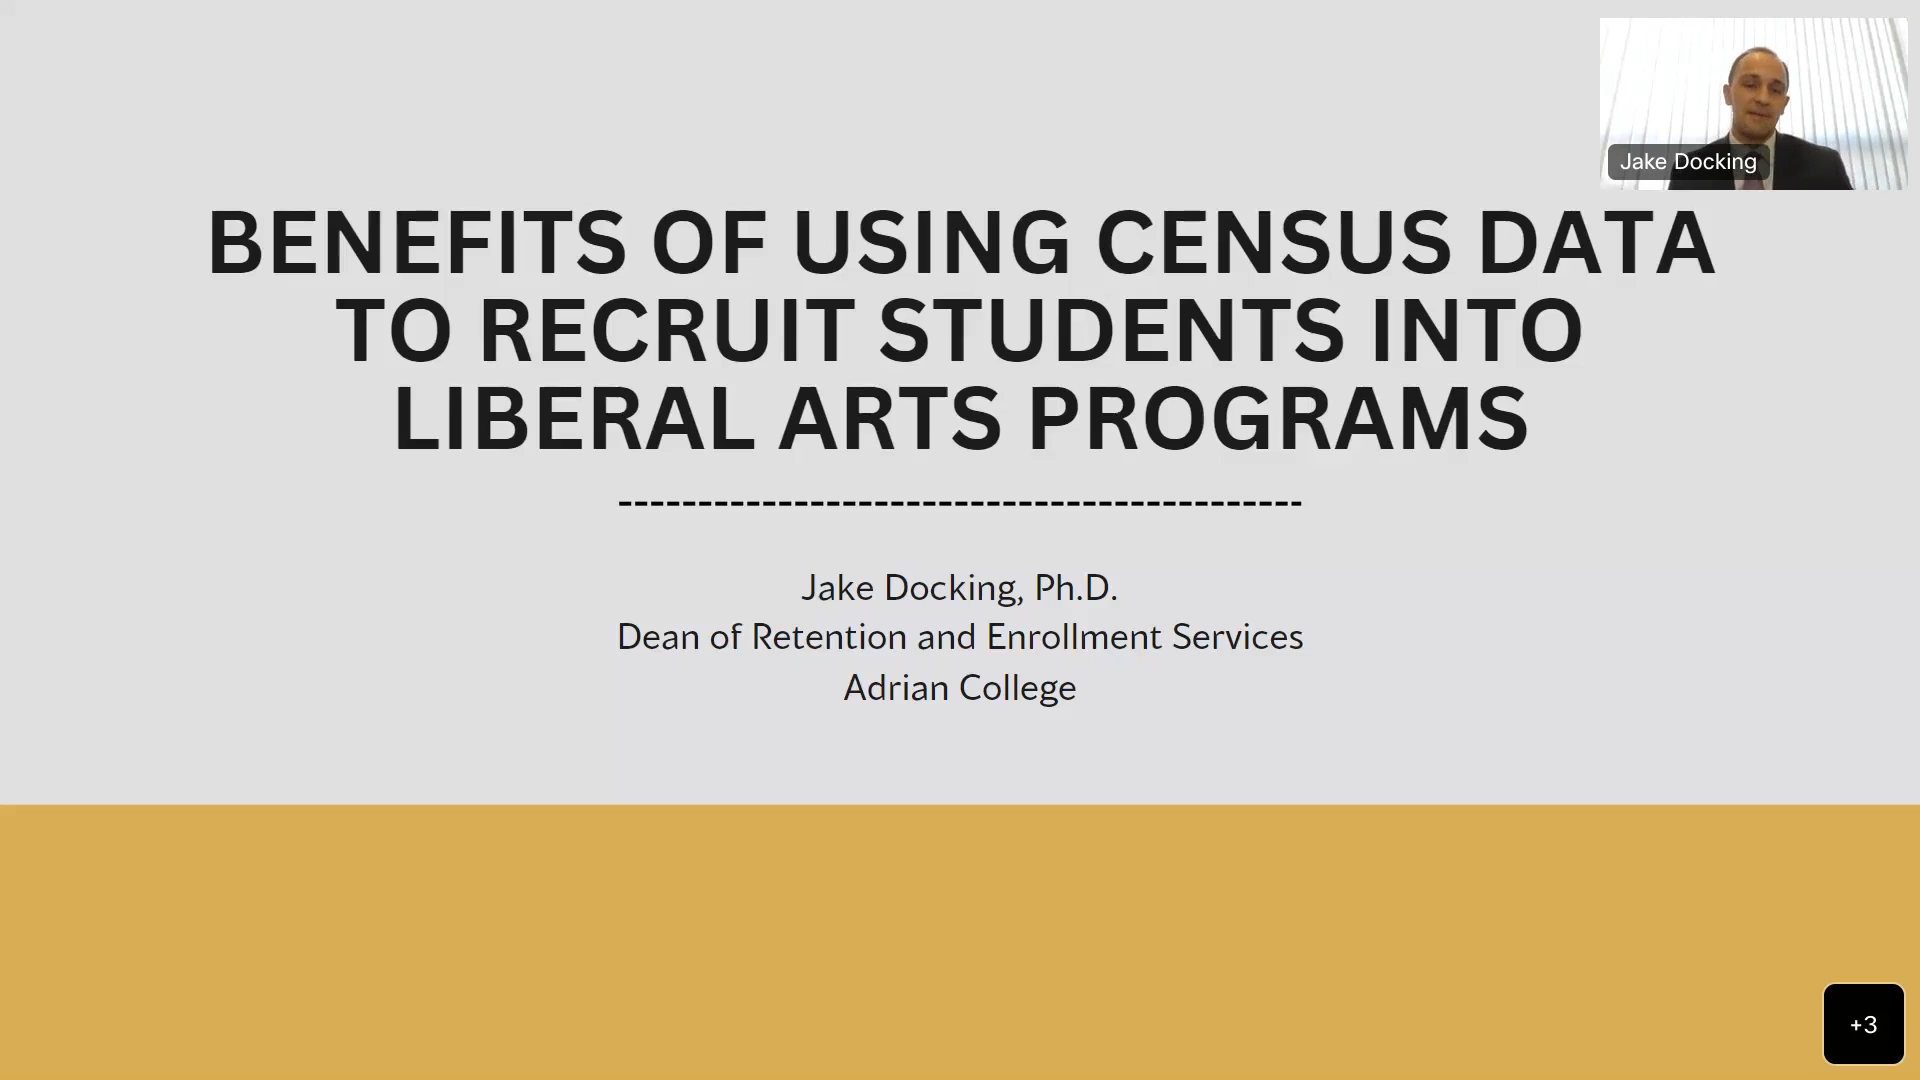 Jake Docking
BENEFITS OF USING CENSUS DATA
TO RECRUIT STUDENTS INTO
LIBERAL ARTS PROGRAMS
-------------------------------------------
Jake Docking, Ph.D.
Dean of Retention and Enrollment Services
Adrian College
+3